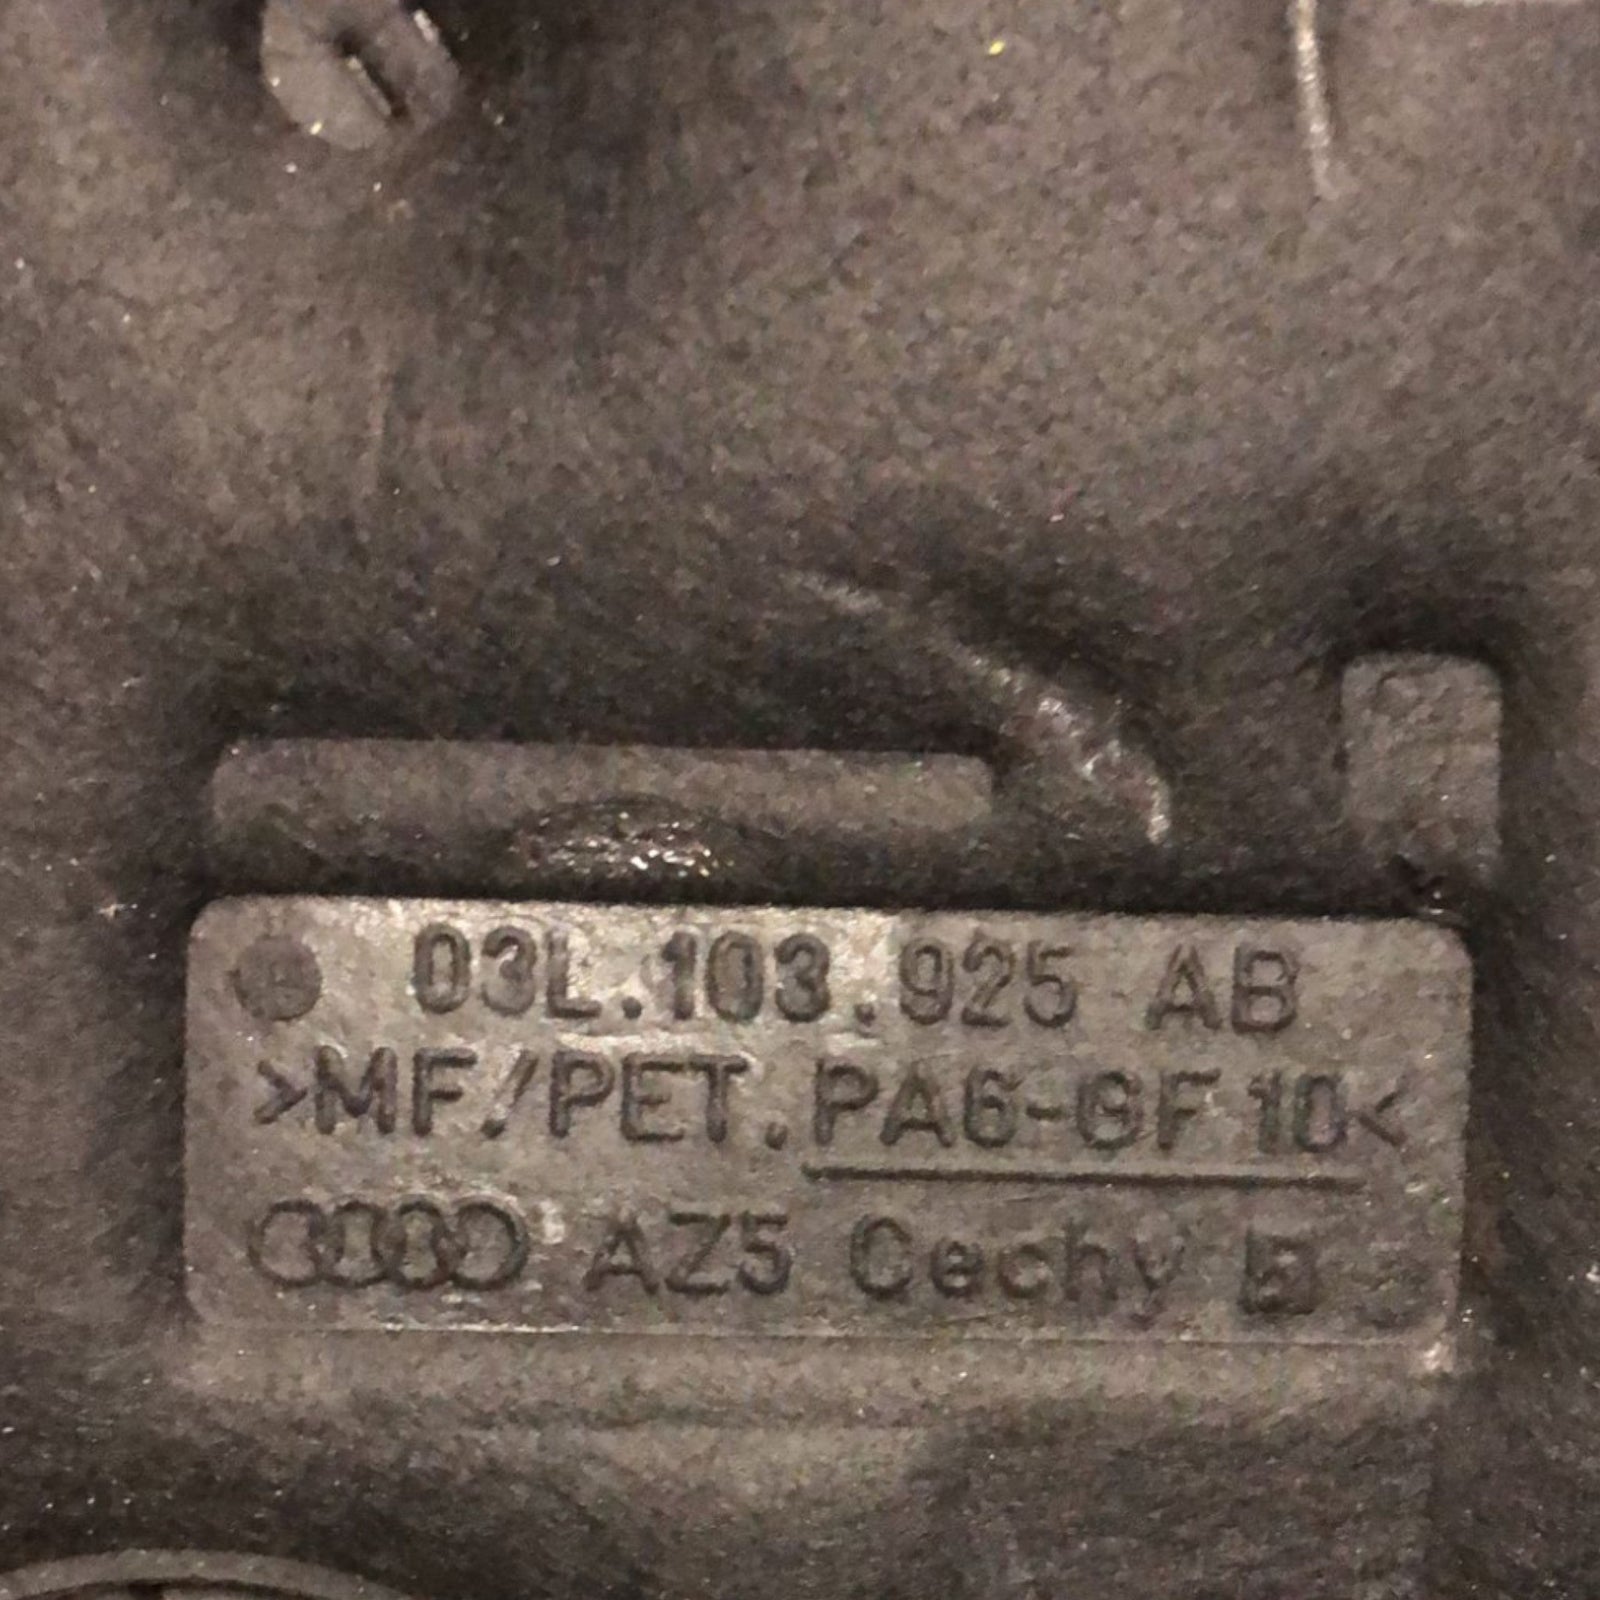 03L.103.925 AB
>MF/PET.PA6-GF10<
AZ5 Cechy